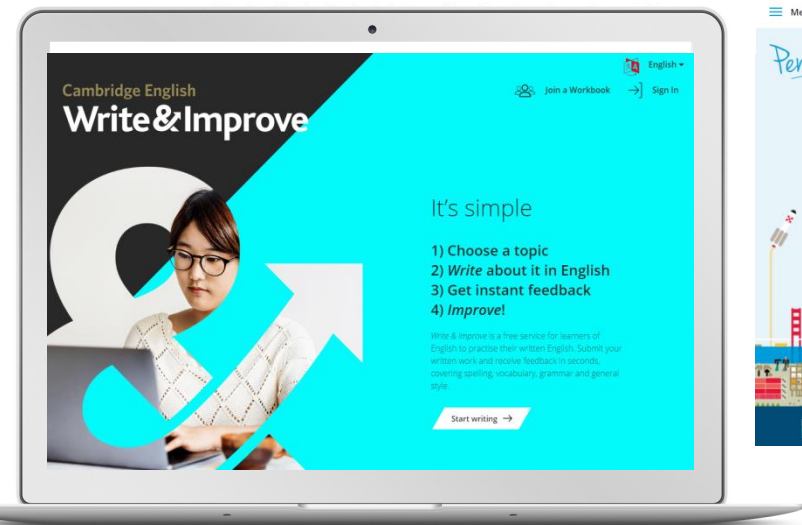 Cambridge English
Write&Improve
English
Join a Workbook
Sign In
It's simple
1) Choose a topic
2) Write about it in English
3) Get instant feedback
4) Improve!
Write & Improve is a free service for learners of
English to practise their written English. Submit your
written work and receive feedback in seconds,
covering spelling, vocabulary, grammar and general
style.
Start writing